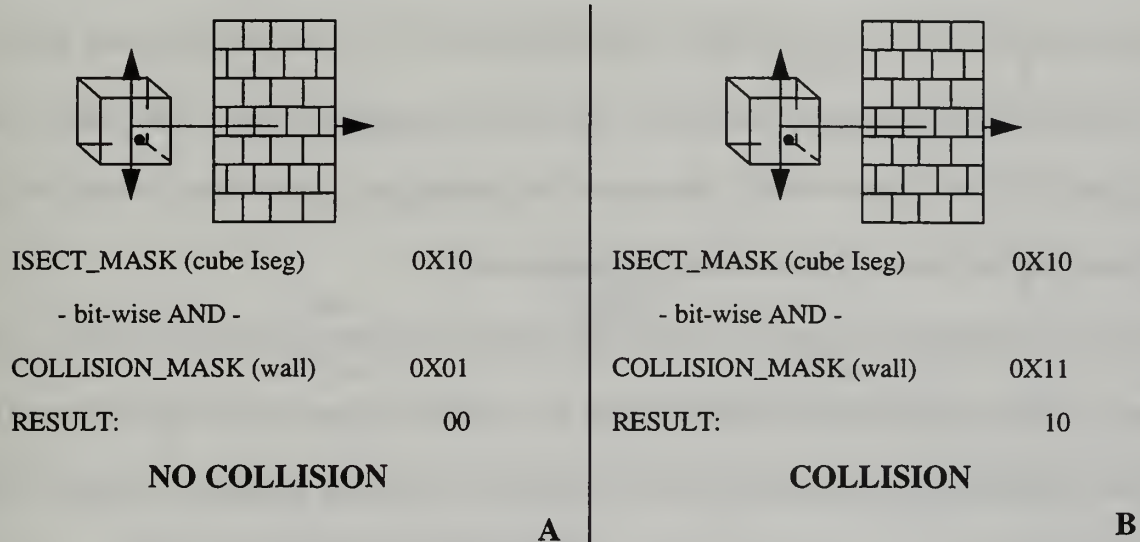 ISECT_MASK (cube Iseg) 0X10
- bit-wise AND -
COLLISION_MASK (wall) 0X01
RESULT: 00
NO COLLISION
A
ISECT_MASK (cube Iseg) 0X10
- bit-wise AND -
COLLISION_MASK (wall) 0X11
RESULT: 10
COLLISION
B